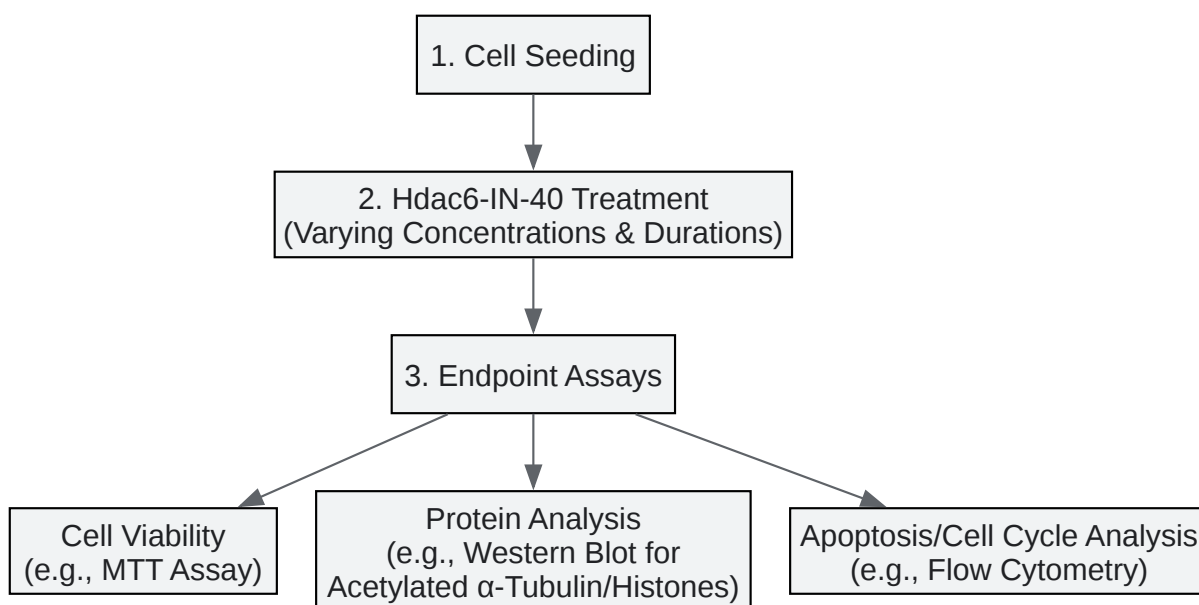 1. Cell Seeding
2. Hdac6-IN-40 Treatment
(Varying Concentrations & Durations)
3. Endpoint Assays
Cell Viability
(e.g., MTT Assay)
Protein Analysis
(e.g., Western Blot for
Acetylated α-Tubulin/Histones)
Apoptosis/Cell Cycle Analysis
(e.g., Flow Cytometry)